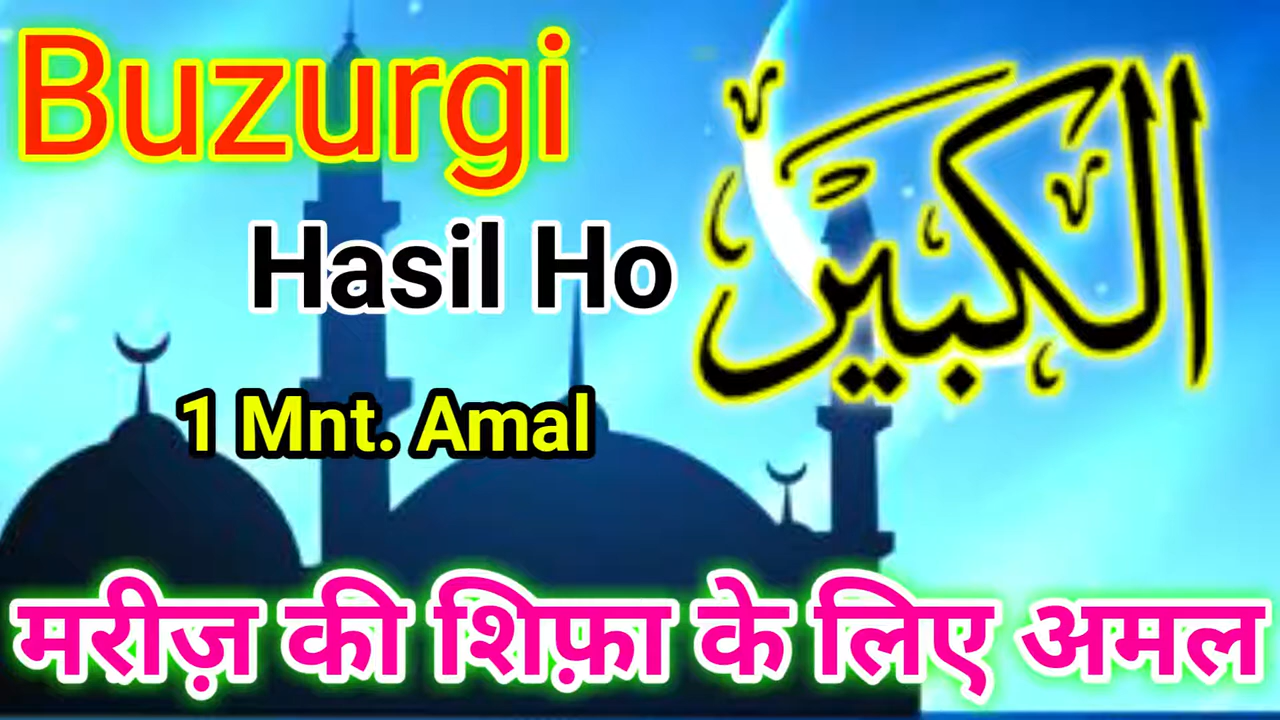 Buzurgi
Hasil Ho
الكبير
1 Mnt. Amal
मरीज़ की शिफ़ा के लिए अमल